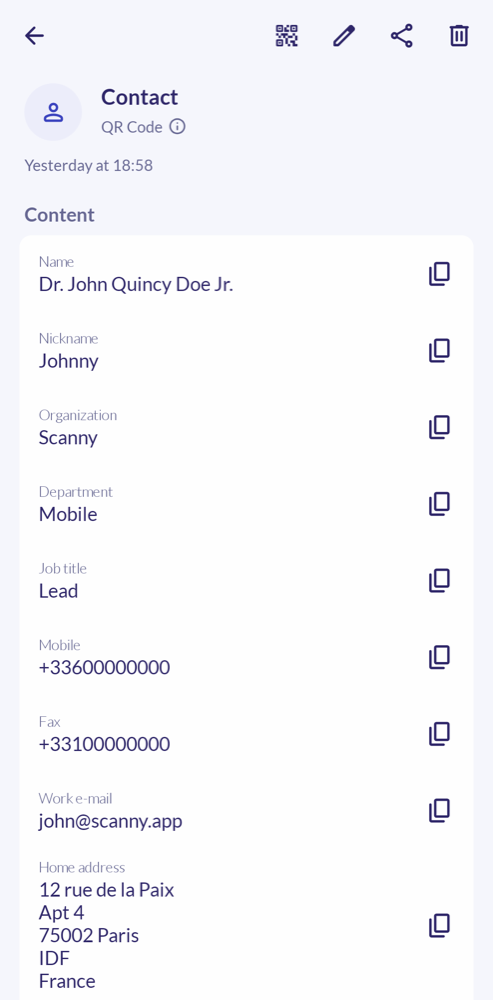 Contact
QR Code
Yesterday at 18:58
Content
Name
Dr. John Quincy Doe Jr.
Nickname
Johnny
Organization
Scanny
Department
Mobile
Job title
Lead
Mobile
+33600000000
Fax
+33100000000
Work e-mail
john@scanny.app
Home address
12 rue de la Paix
Apt 4
75002 Paris
IDF
France